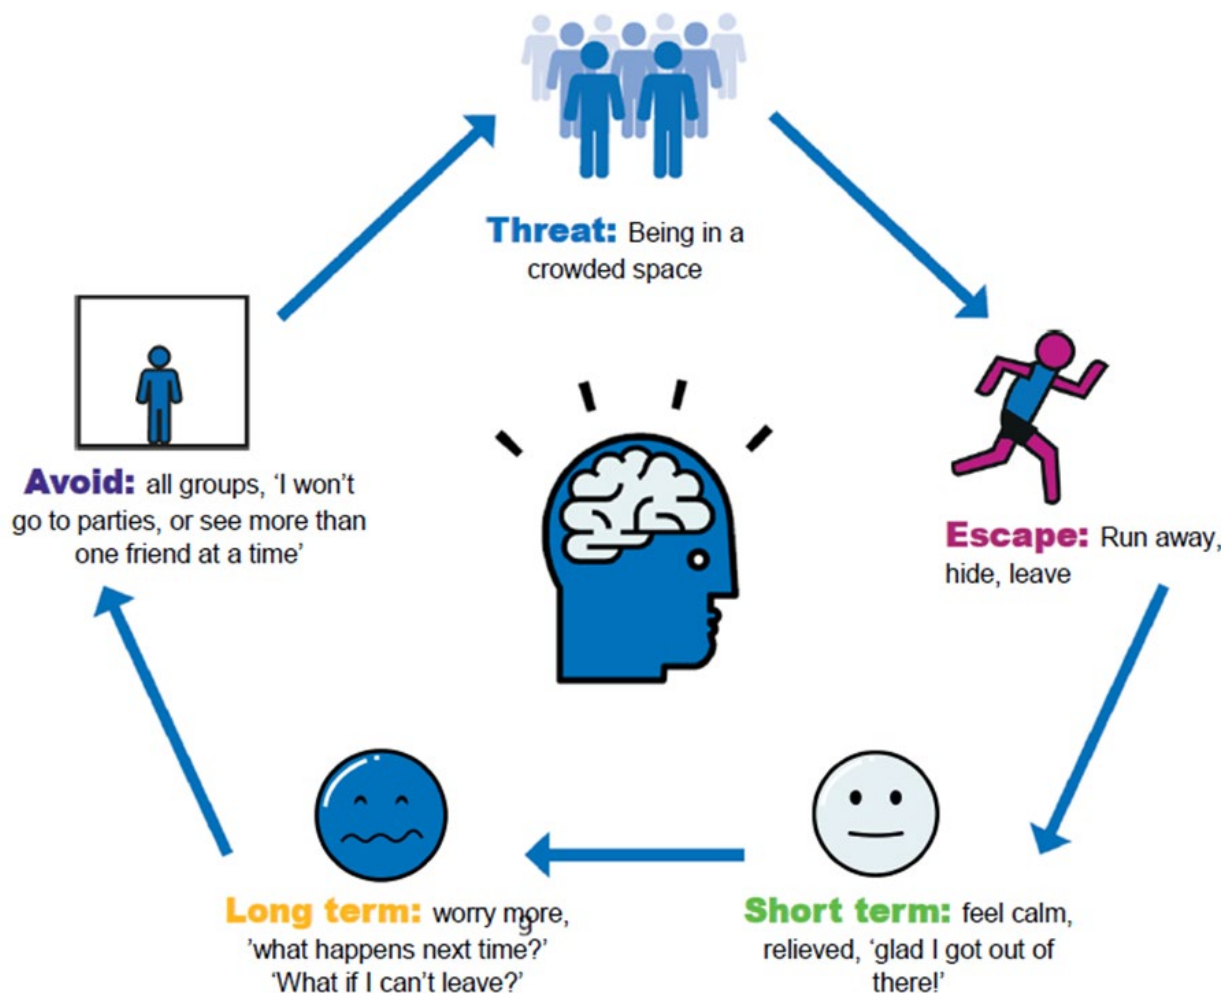 Threat: Being in a
crowded space
Escape: Run away,
hide, leave
Short term: feel calm,
relieved, ‘glad I got out of
there!’
Long term: worry more,
’what happens next time?’
‘What if I can’t leave?’
9
Avoid: all groups, ‘I won’t
go to parties, or see more than
one friend at a time’